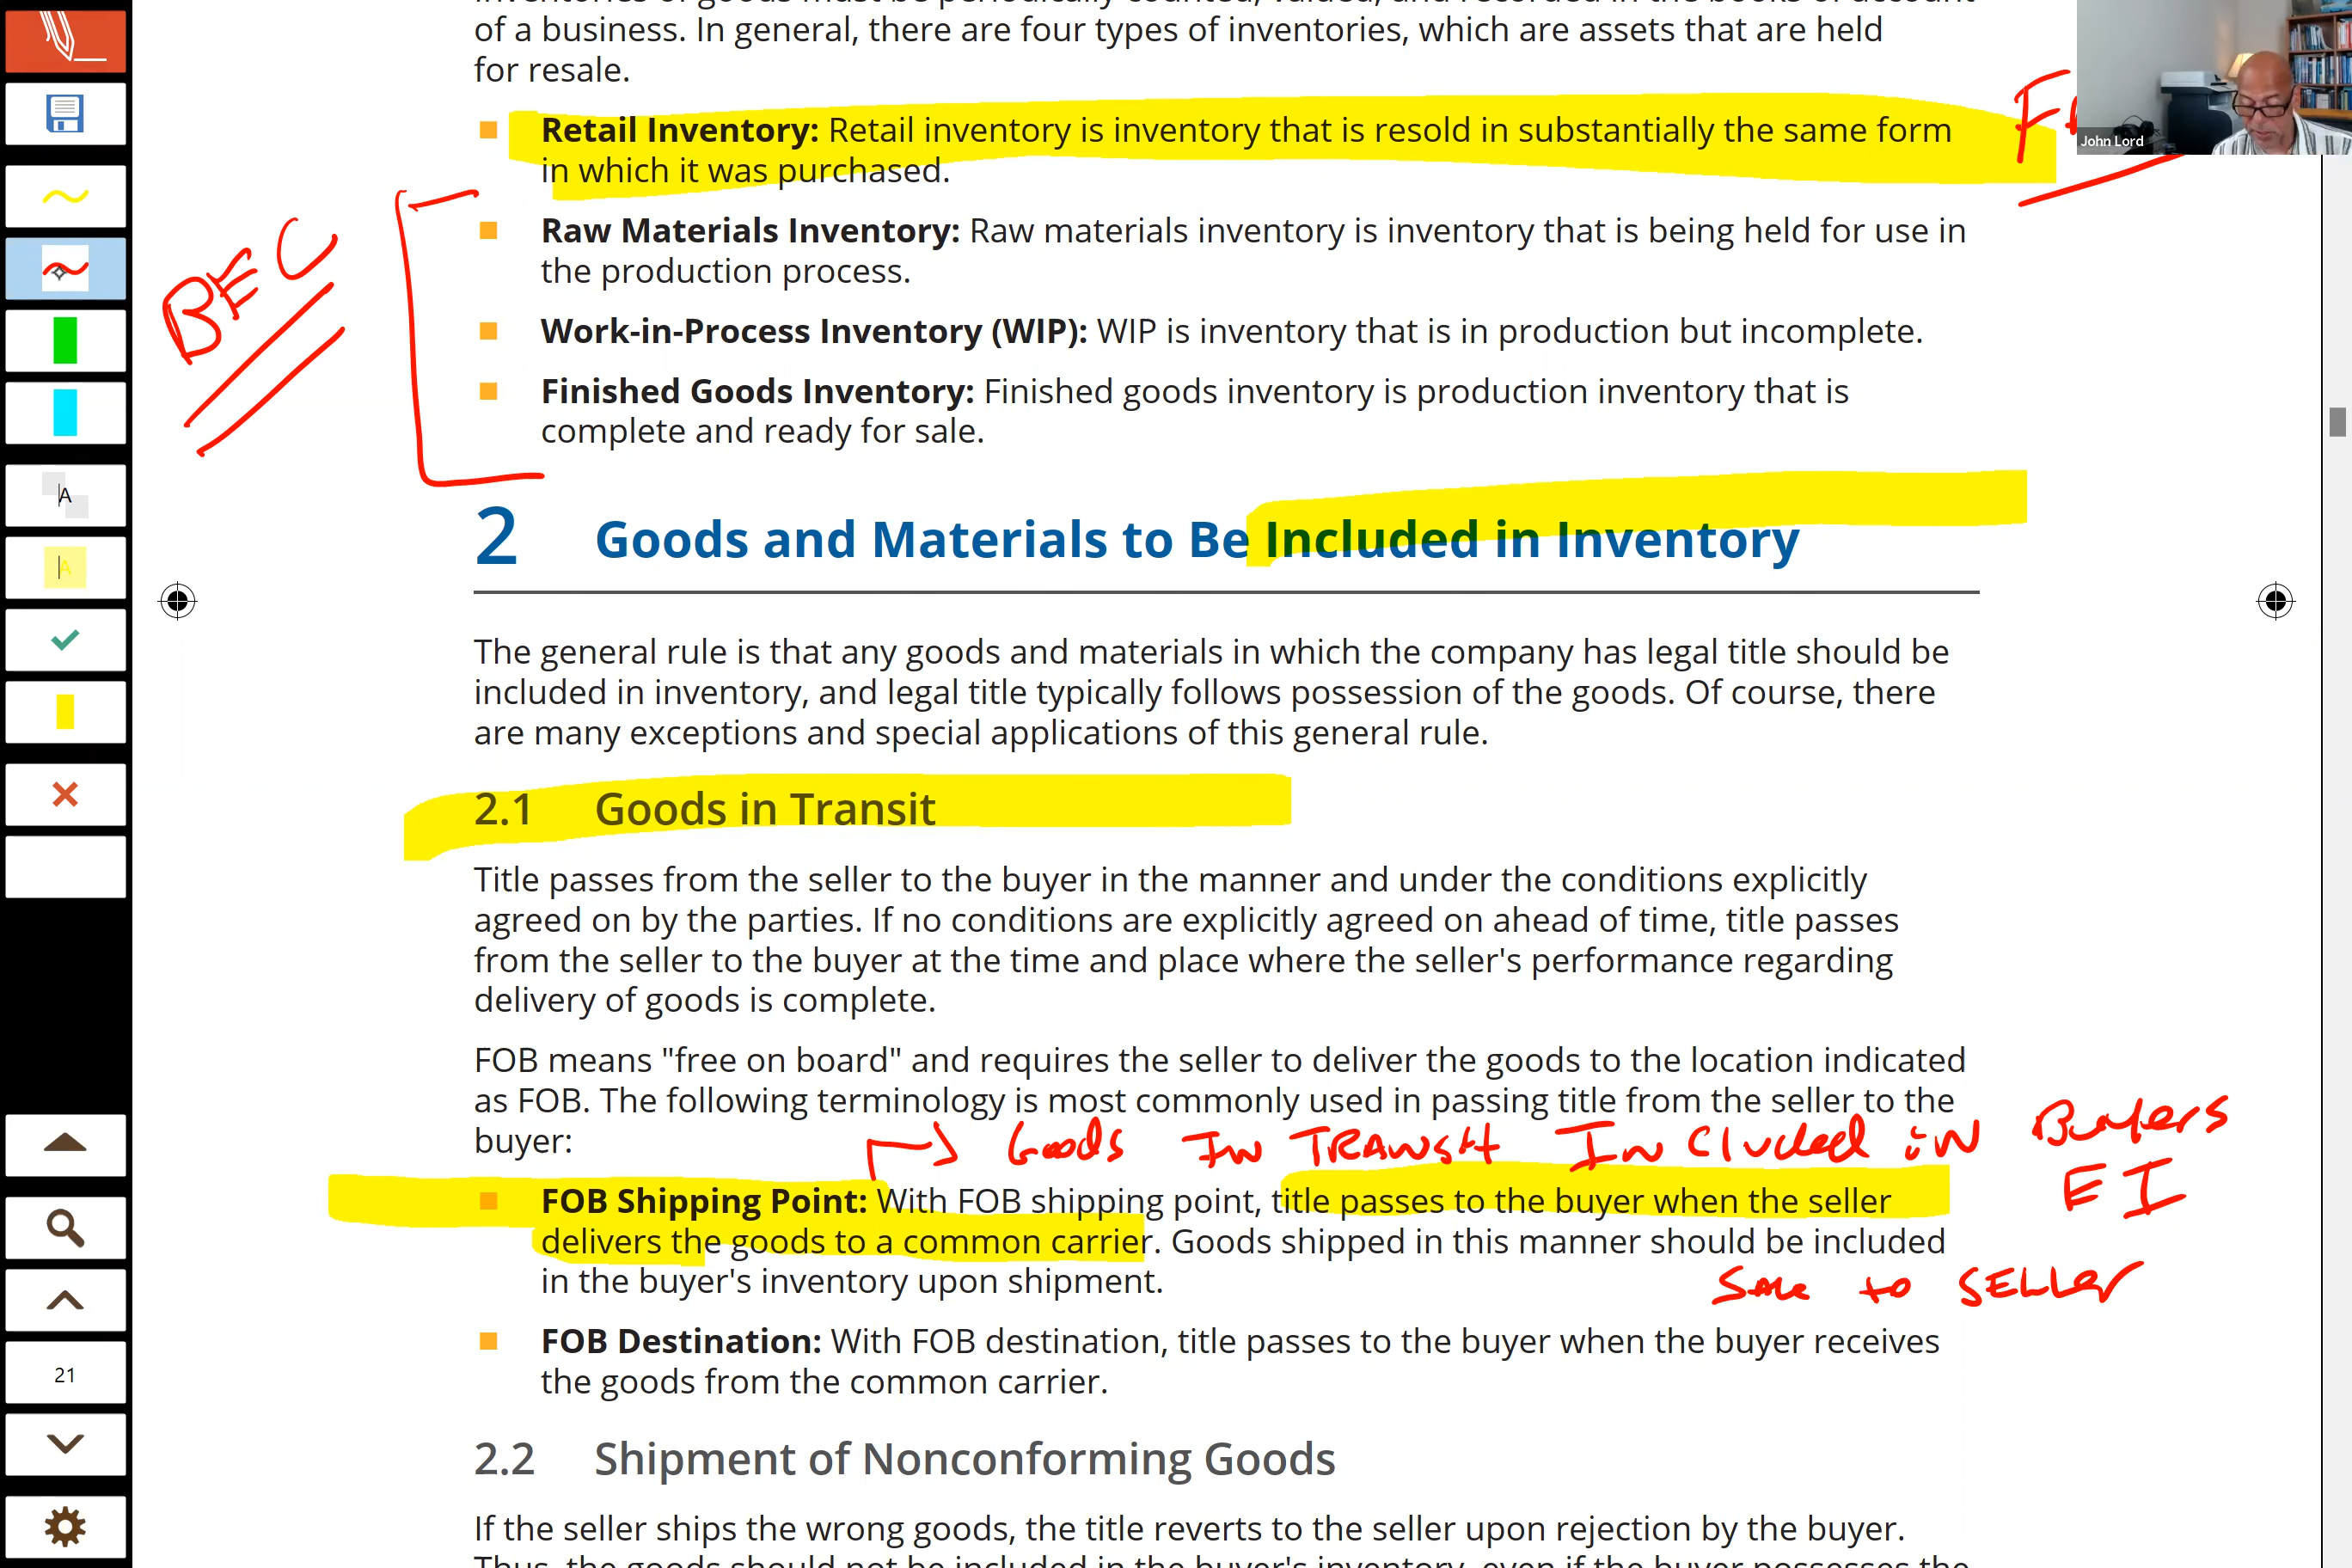 of a business. In general, there are four types of inventories, which are assets that are held
for resale.
Retail Inventory: Retail inventory is inventory that is resold in substantially the same form
in which it was purchased.
John Lord
BEC
Raw Materials Inventory: Raw materials inventory is inventory that is being held for use in
the production process.
Work-in-Process Inventory (WIP): WIP is inventory that is in production but incomplete.
Finished Goods Inventory: Finished goods inventory is production inventory that is
complete and ready for sale.
2 Goods and Materials to Be Included in Inventory
The general rule is that any goods and materials in which the company has legal title should be
included in inventory, and legal title typically follows possession of the goods. Of course, there
are many exceptions and special applications of this general rule.
2.1 Goods in Transit
Title passes from the seller to the buyer in the manner and under the conditions explicitly
agreed on by the parties. If no conditions are explicitly agreed on ahead of time, title passes
from the seller to the buyer at the time and place where the seller's performance regarding
delivery of goods is complete.
FOB means "free on board" and requires the seller to deliver the goods to the location indicated
as FOB. The following terminology is most commonly used in passing title from the seller to the
buyer:
Goods IN TRANSIT INCluded iN Buyers
EI
FOB Shipping Point: With FOB shipping point, title passes to the buyer when the seller
delivers the goods to a common carrier. Goods shipped in this manner should be included
in the buyer's inventory upon shipment.
to SELLer
FOB Destination: With FOB destination, title passes to the buyer when the buyer receives
the goods from the common carrier.
21
2.2 Shipment of Nonconforming Goods
If the seller ships the wrong goods, the title reverts to the seller upon rejection by the buyer.